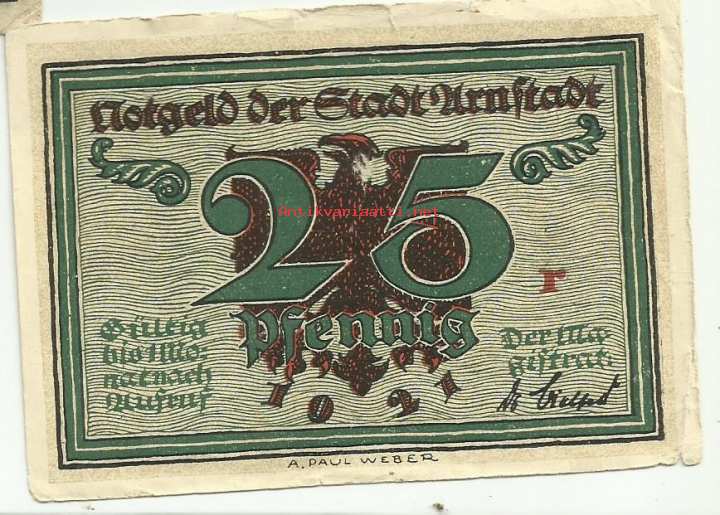 Notgeld der Stadt Arnstadt
25
Antikvariaatti.net
r
Pfennig
Gültig
bis 1 Mo-
nat nach
Aufruf
Der Ma-
gistrat:
1921
A. PAUL WEBER